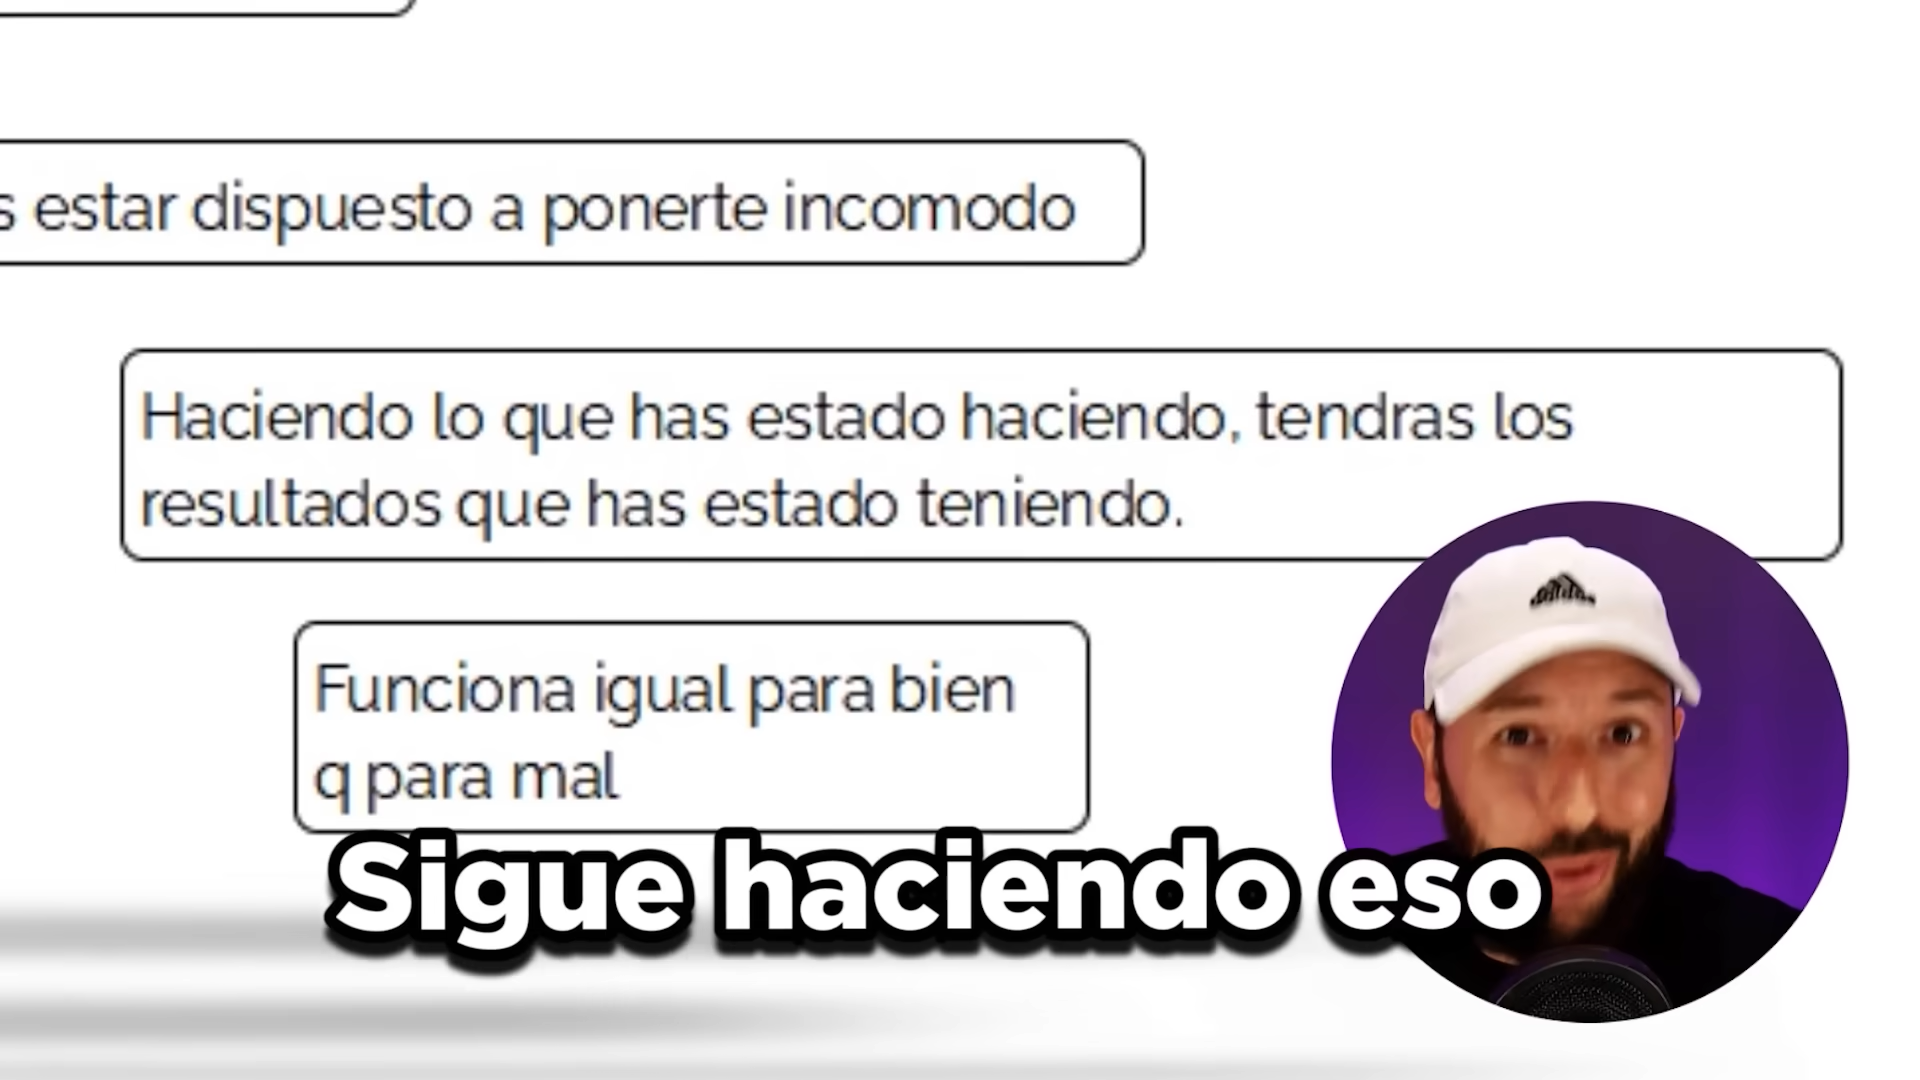 estar dispuesto a ponerte incomodo
Haciendo lo que has estado haciendo, tendras los
resultados que has estado teniendo.
Funciona igual para bien
q para mal
Sigue haciendo eso
adidas